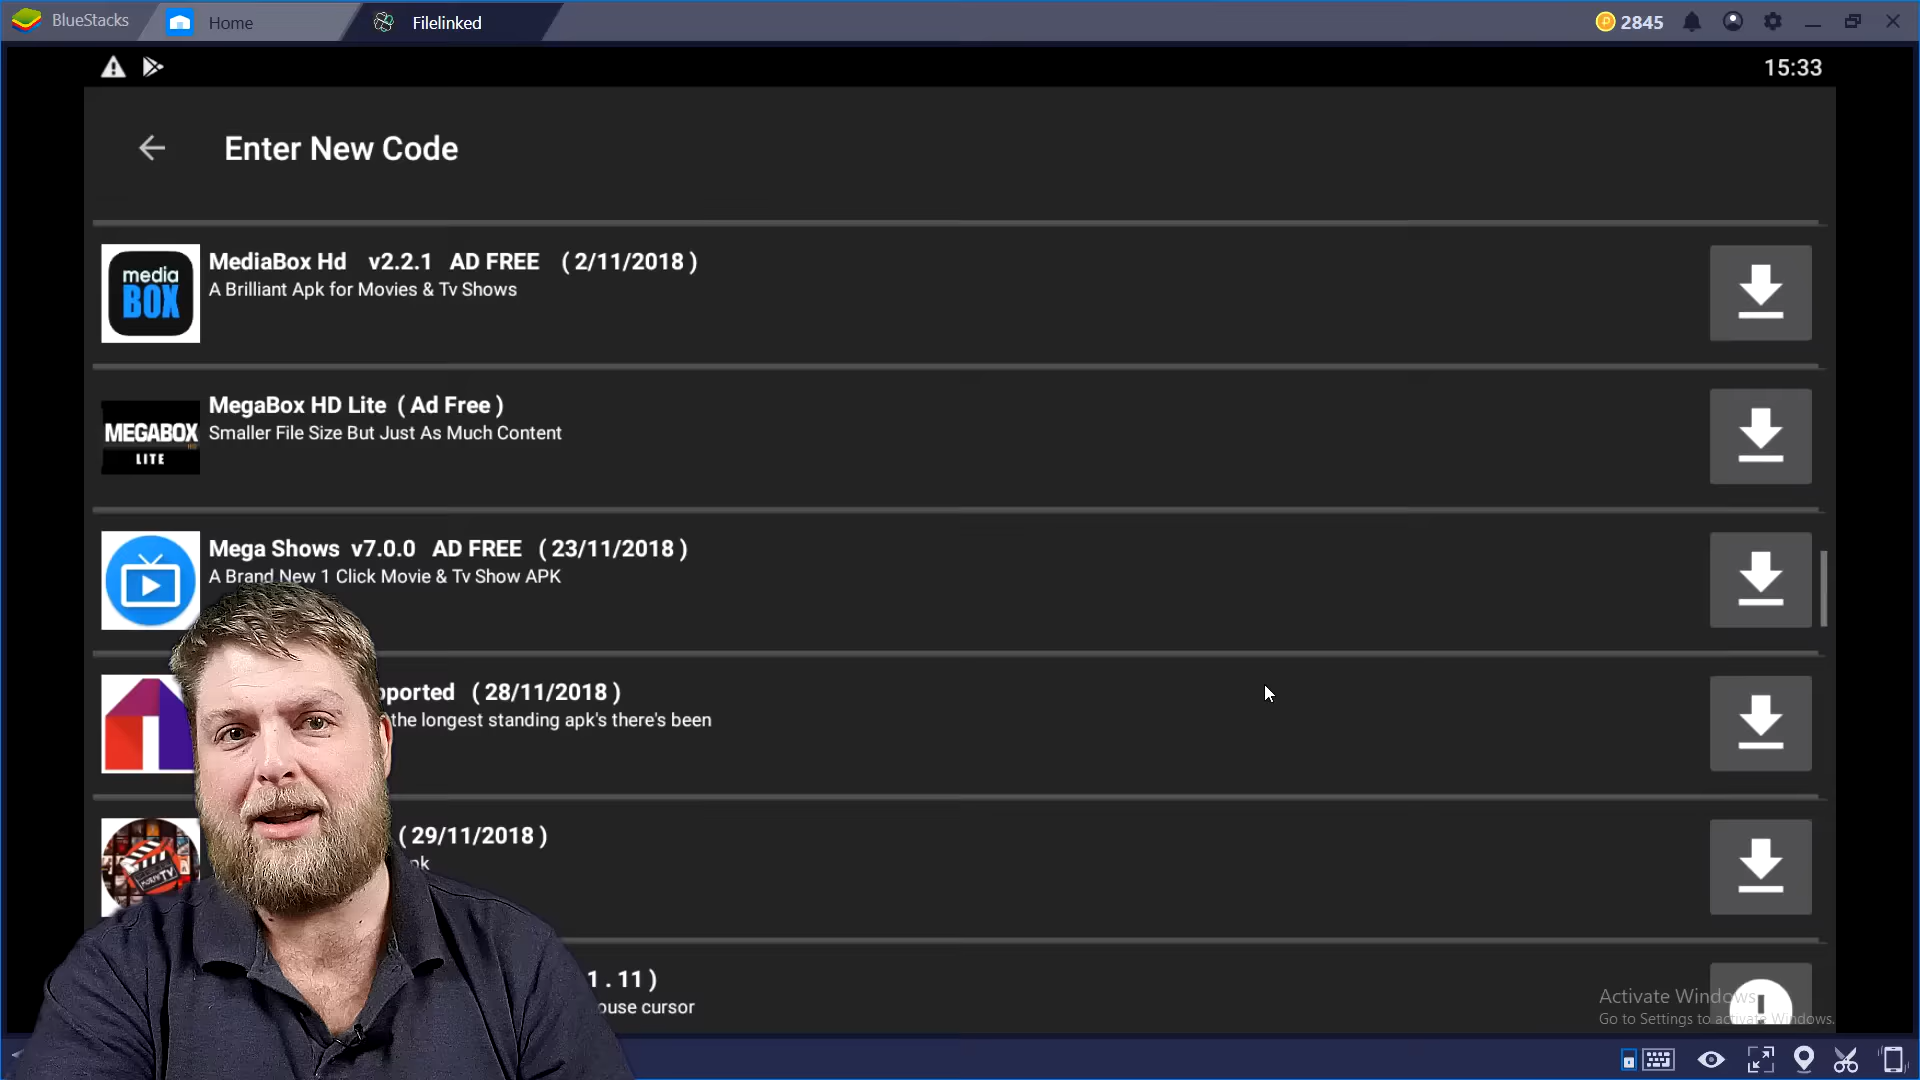 BlueStacks
Home
Filelinked
2845
15:33
Enter New Code
media
BOX
MediaBox Hd v2.2.1 AD FREE ( 2/11/2018 )
A Brilliant Apk for Movies & Tv Shows
MEGABOX
HD
LITE
MegaBox HD Lite ( Ad Free )
Smaller File Size But Just As Much Content
Mega Shows v7.0.0 AD FREE ( 23/11/2018 )
A Brand New 1 Click Movie & Tv Show APK
pported ( 28/11/2018 )
the longest standing apk's there's been
( 29/11/2018 )
pk
TV
1 . 11 )
ouse cursor
Activate Windows
Go to Settings to activate Windows.